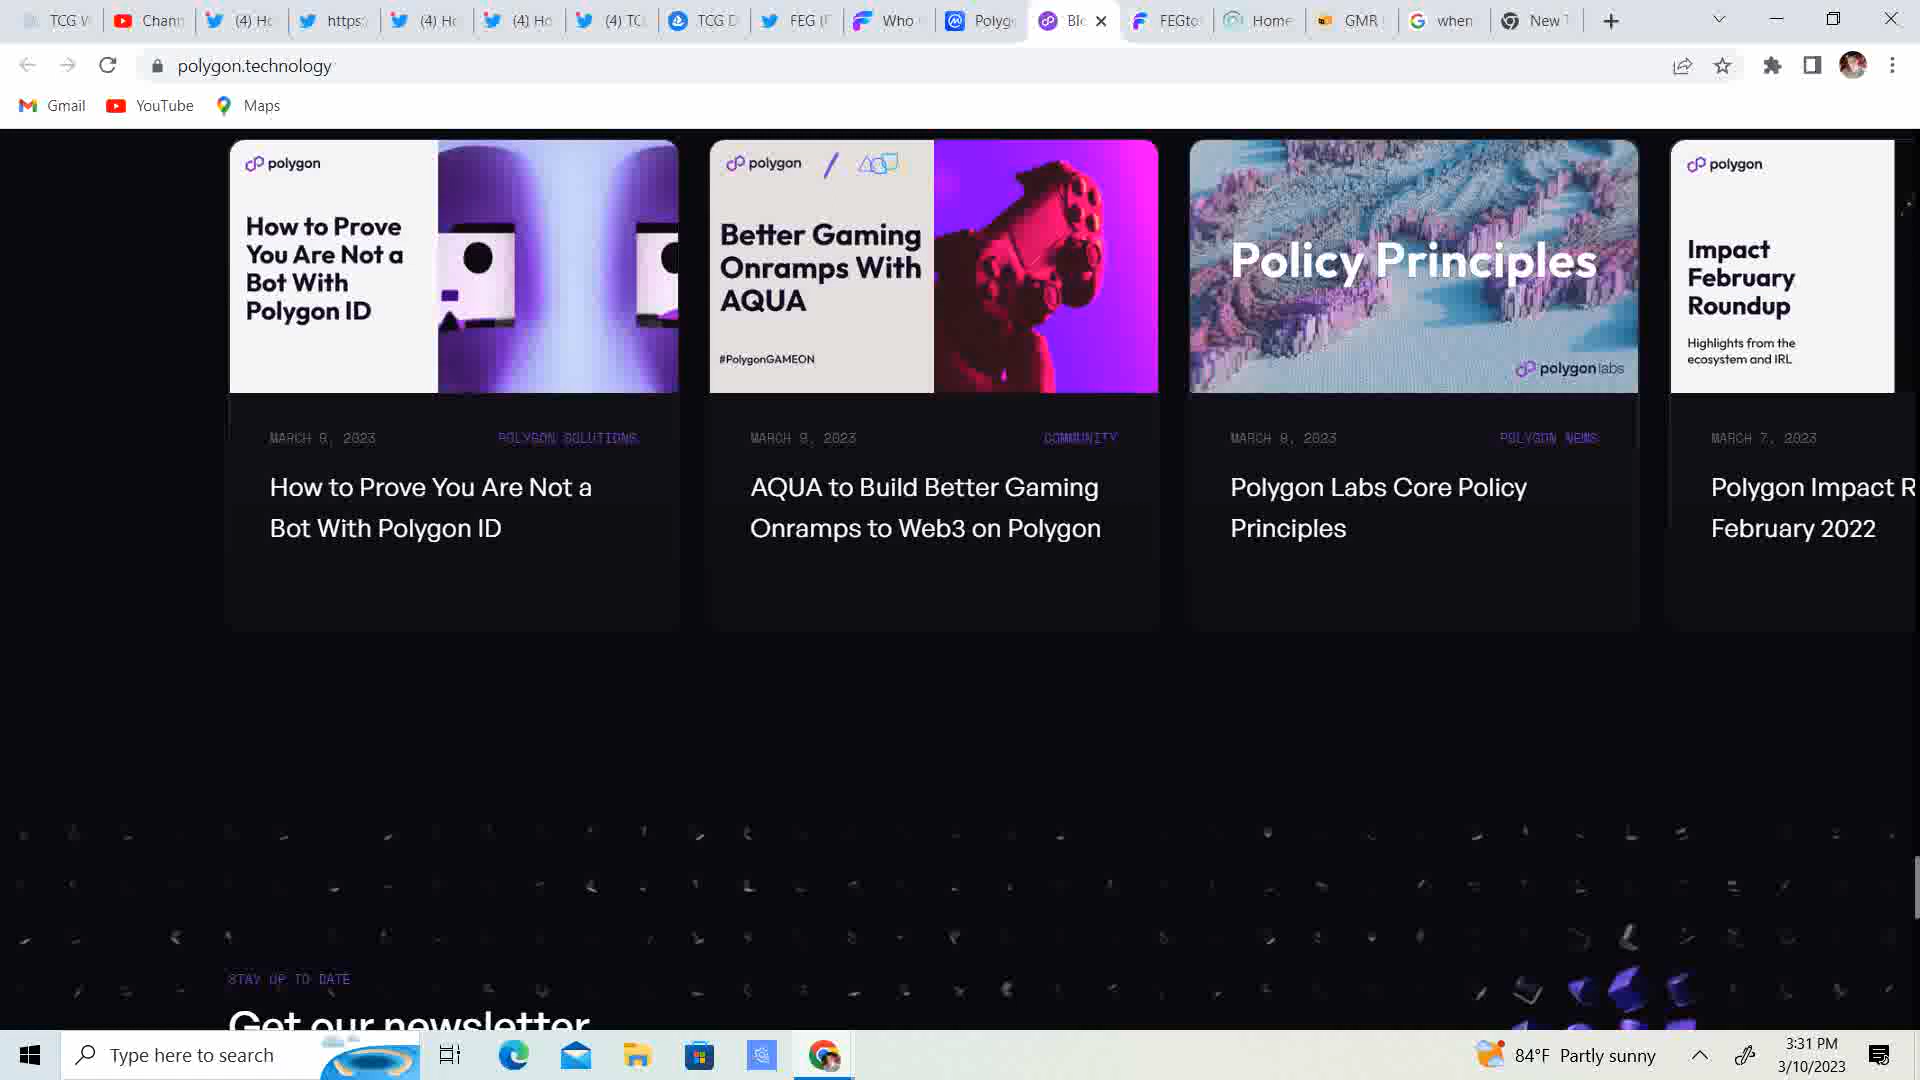 TCG
Chann
(4) Ho
https:
(4) Ho
(4) Ho
(4) TC
TCG D
FEG (F
Who
Polyg
Blo
FEGto
Home
GMR
when
New T
polygon.technology
Gmail
YouTube
Maps
polygon
How to Prove
You Are Not a
Bot With
Polygon ID
polygon
Better Gaming
Onramps With
AQUA
#PolygonGAMEON
Policy Principles
polygon labs
polygon
Impact
February
Roundup
Highlights from the
ecosystem and IRL
MARCH 9, 2023
POLYGON SOLUTIONS
How to Prove You Are Not a
Bot With Polygon ID
MARCH 9, 2023
COMMUNITY
AQUA to Build Better Gaming
Onramps to Web3 on Polygon
MARCH 8, 2023
POLYGON NEWS
Polygon Labs Core Policy
Principles
MARCH 7, 2023
Polygon Impact R
February 2022
STAY UP TO DATE
Get our newsletter
Type here to search
84°F Partly sunny
3:31 PM
3/10/2023